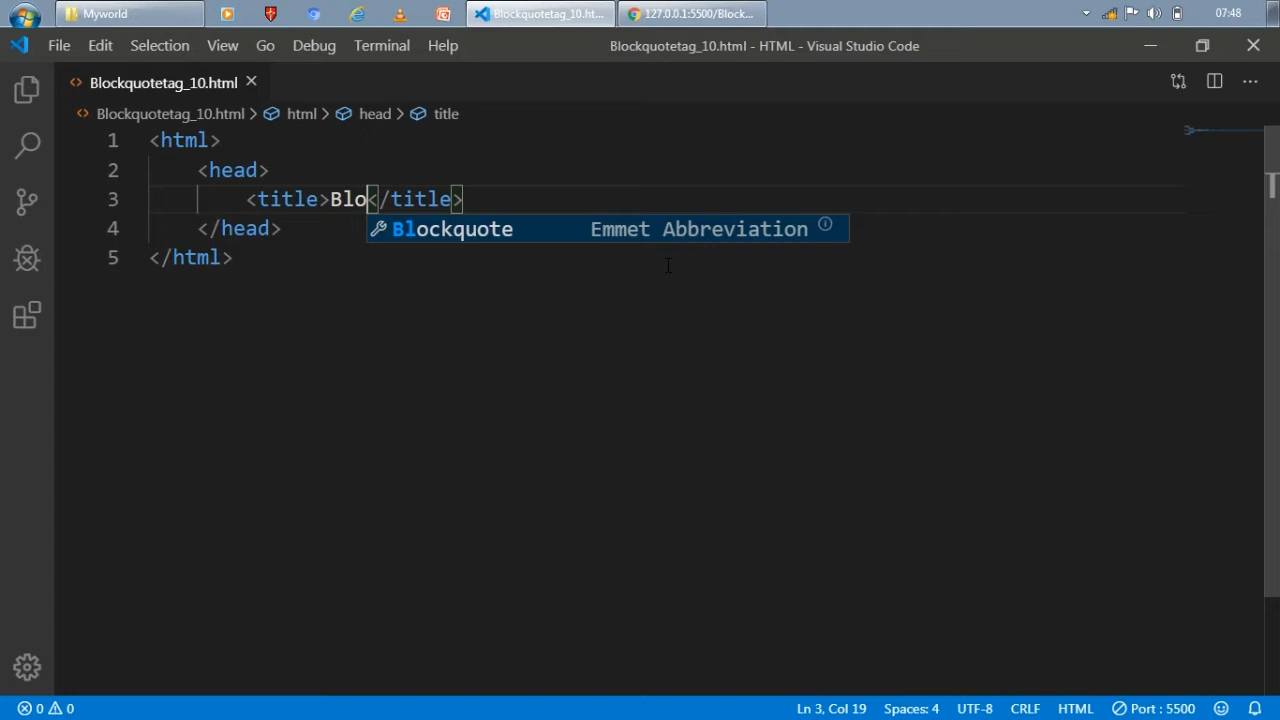 Myworld
Blockquotetag_10.ht...
127.0.0.1:5500/Block...
07:48
File Edit Selection View Go Debug Terminal Help
Blockquotetag_10.html - HTML - Visual Studio Code
Blockquotetag_10.html
Blockquotetag_10.html > html > head > title
1 <html>
2 <head>
3 <title>Blo</title>
Blockquote Emmet Abbreviation
4 </head>
5 </html>
0 0 Ln 3, Col 19 Spaces: 4 UTF-8 CRLF HTML Port : 5500